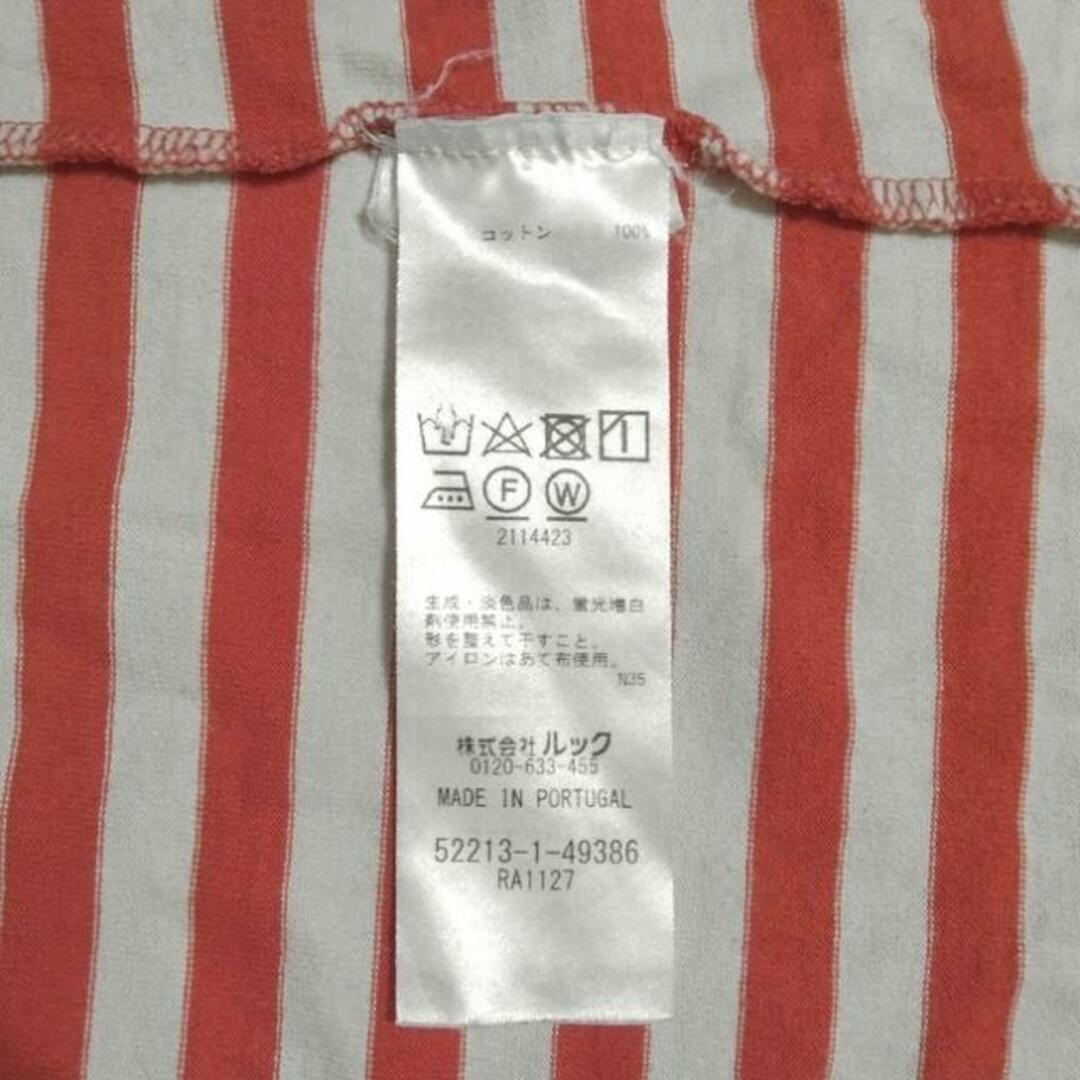 コットン 100%
F W
2114423
生成・淡色品は、蛍光増白
剤使用禁止。
形を整えて干すこと。
アイロンはあて布使用。
N35
株式会社 ルック
0120-633-455
MADE IN PORTUGAL
52213-1-49386
RA1127